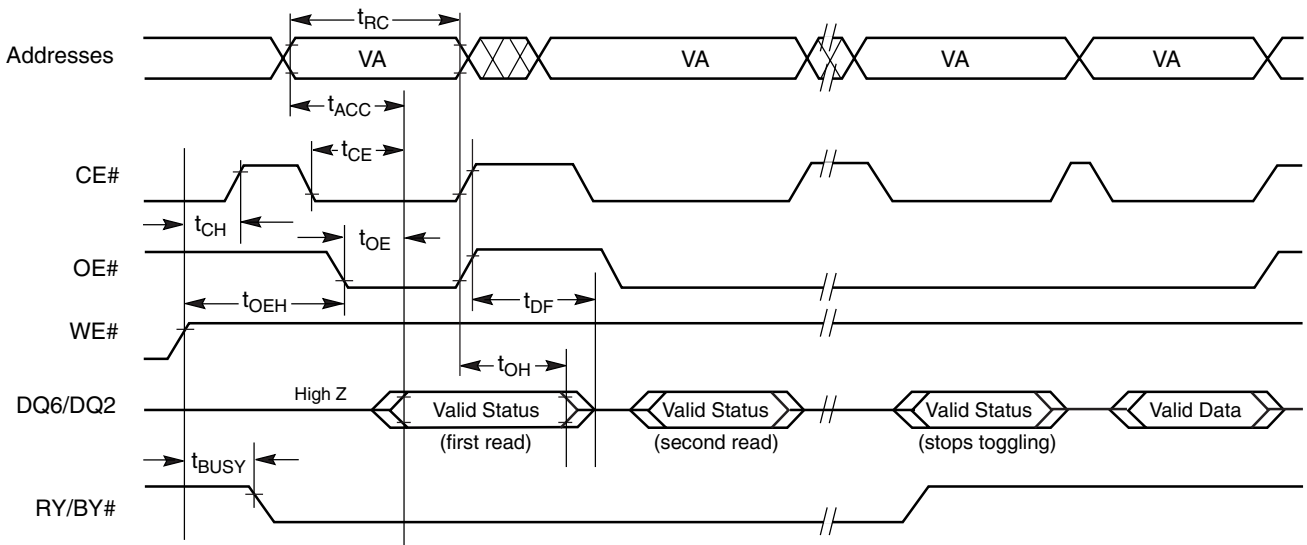 tRC
Addresses VA VA VA VA
tACC
tCE
CE#
tCH tOE
OE#
tOEH tDF
WE#
tOH
DQ6/DQ2 High Z Valid Status Valid Status Valid Status Valid Data
(first read) (second read) (stops toggling)
tBUSY
RY/BY#